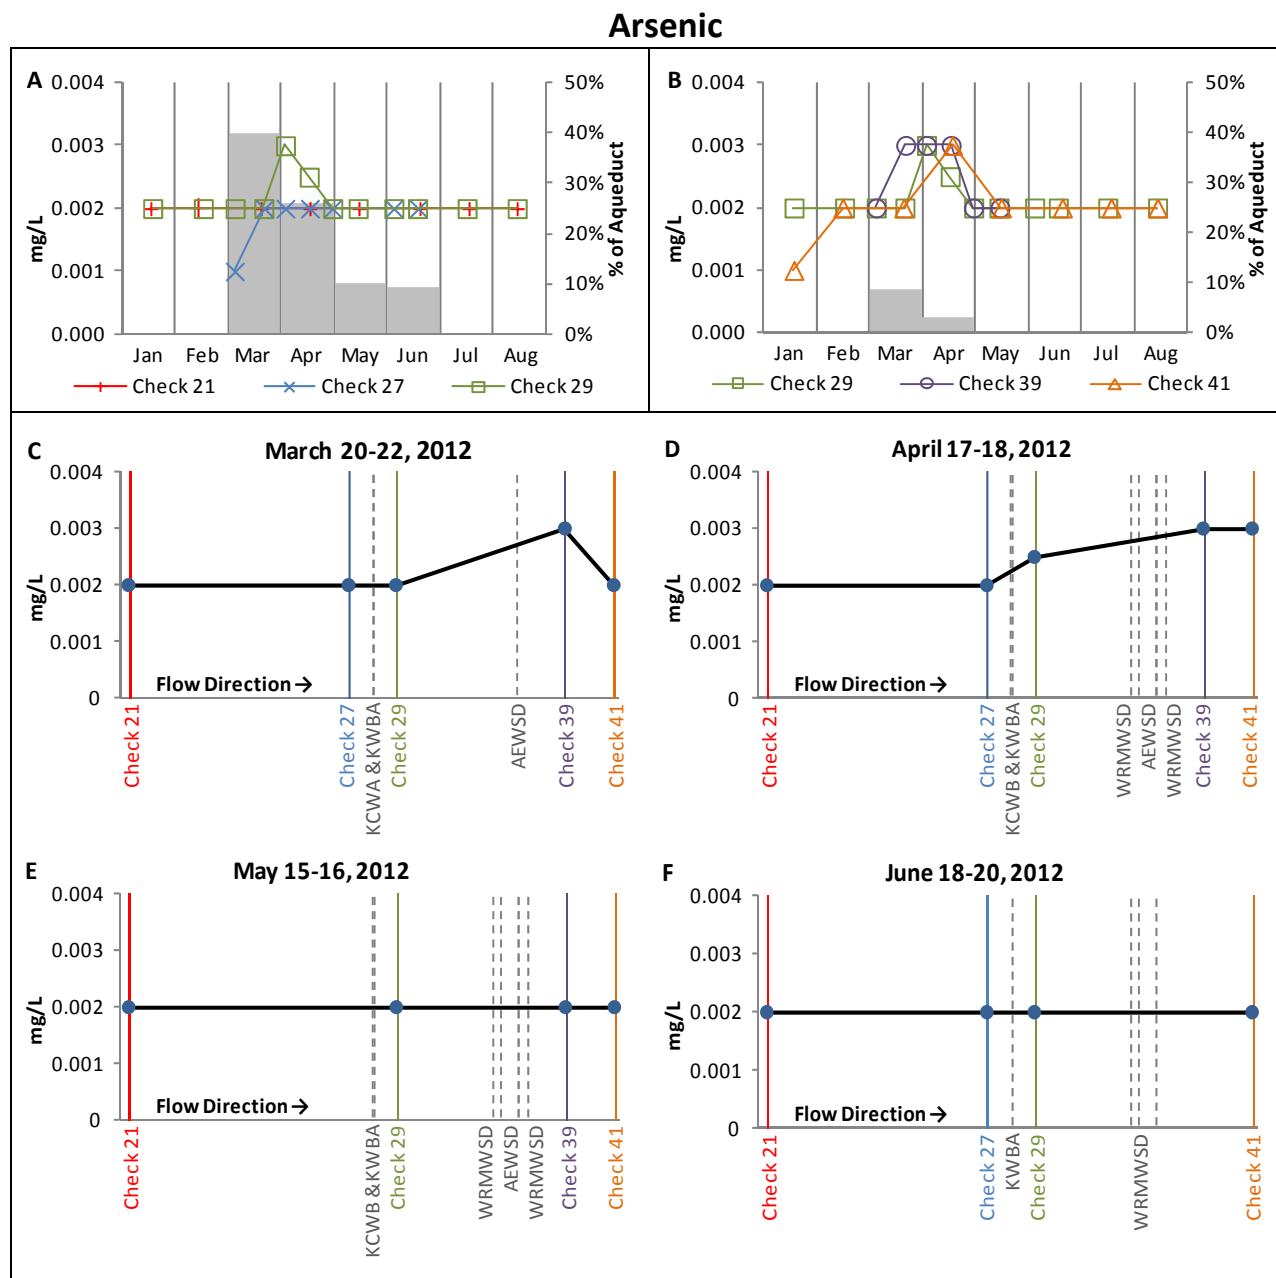 Arsenic
A
0.004
0.003
0.002
0.001
0.000
mg/L
50%
40%
30%
20%
10%
0%
% of Aqueduct
Jan Feb Mar Apr May Jun Jul Aug
Check 21 Check 27 Check 29
B
0.004
0.003
0.002
0.001
0.000
mg/L
50%
40%
30%
20%
10%
0%
% of Aqueduct
Jan Feb Mar Apr May Jun Jul Aug
Check 29 Check 39 Check 41
C
March 20-22, 2012
0.004
0.003
0.002
0.001
0
mg/L
Flow Direction →
Check 21
Check 27
KCWA & KWBA
Check 29
AEWSD
Check 39
Check 41
D
April 17-18, 2012
0.004
0.003
0.002
0.001
0
mg/L
Flow Direction →
Check 21
Check 27
KCWB & KWBA
Check 29
WRMWSD
AEWSD
WRMWSD
Check 39
Check 41
E
May 15-16, 2012
0.004
0.003
0.002
0.001
0
mg/L
Flow Direction →
Check 21
KCWB & KWBA
Check 29
WRMWSD
AEWSD
WRMWSD
Check 39
Check 41
F
June 18-20, 2012
0.004
0.003
0.002
0.001
0
mg/L
Flow Direction →
Check 21
Check 27
KWBA
Check 29
WRMWSD
Check 41